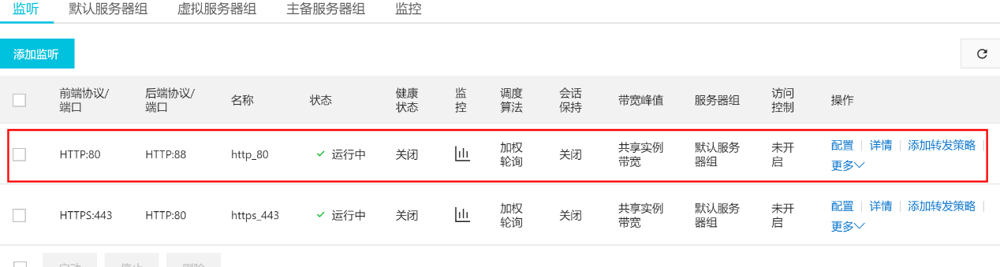 监听 默认服务器组 虚拟服务器组 主备服务器组 监控
添加监听
前端协议/
端口
后端协议/
端口
名称
状态
健康
状态
监
控
调度
算法
会话
保持
带宽峰值
服务器组
访问
控制
操作
HTTP:80
HTTP:88
http_80
运行中
关闭
加权
轮询
关闭
共享实例
带宽
默认服务
器组
未开
启
配置 | 详情 | 添加转发策略 |
更多
HTTPS:443
HTTP:80
https_443
运行中
关闭
加权
轮询
关闭
共享实例
带宽
默认服务
器组
未开
启
配置 | 详情 | 添加转发策略 |
更多
启动 停止 删除